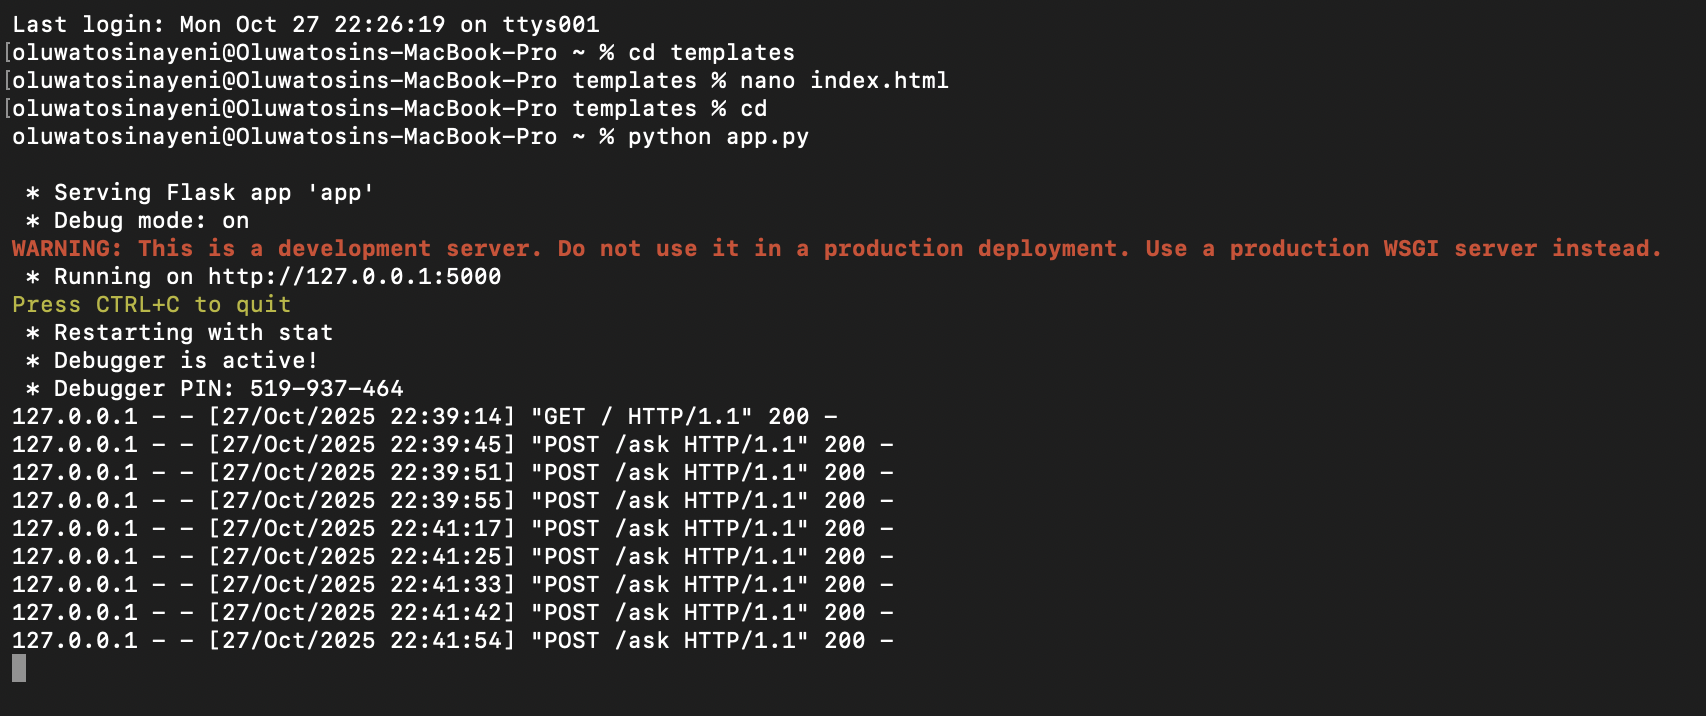 Last login: Mon Oct 27 22:26:19 on ttys001
[oluwatosinayeni@Oluwatosins-MacBook-Pro ~ % cd templates
[oluwatosinayeni@Oluwatosins-MacBook-Pro templates % nano index.html
[oluwatosinayeni@Oluwatosins-MacBook-Pro templates % cd
oluwatosinayeni@Oluwatosins-MacBook-Pro ~ % python app.py
 * Serving Flask app 'app'
 * Debug mode: on
WARNING: This is a development server. Do not use it in a production deployment. Use a production WSGI server instead.
 * Running on http://127.0.0.1:5000
Press CTRL+C to quit
 * Restarting with stat
 * Debugger is active!
 * Debugger PIN: 519-937-464
127.0.0.1 - - [27/Oct/2025 22:39:14] "GET / HTTP/1.1" 200 -
127.0.0.1 - - [27/Oct/2025 22:39:45] "POST /ask HTTP/1.1" 200 -
127.0.0.1 - - [27/Oct/2025 22:39:51] "POST /ask HTTP/1.1" 200 -
127.0.0.1 - - [27/Oct/2025 22:39:55] "POST /ask HTTP/1.1" 200 -
127.0.0.1 - - [27/Oct/2025 22:41:17] "POST /ask HTTP/1.1" 200 -
127.0.0.1 - - [27/Oct/2025 22:41:25] "POST /ask HTTP/1.1" 200 -
127.0.0.1 - - [27/Oct/2025 22:41:33] "POST /ask HTTP/1.1" 200 -
127.0.0.1 - - [27/Oct/2025 22:41:42] "POST /ask HTTP/1.1" 200 -
127.0.0.1 - - [27/Oct/2025 22:41:54] "POST /ask HTTP/1.1" 200 -